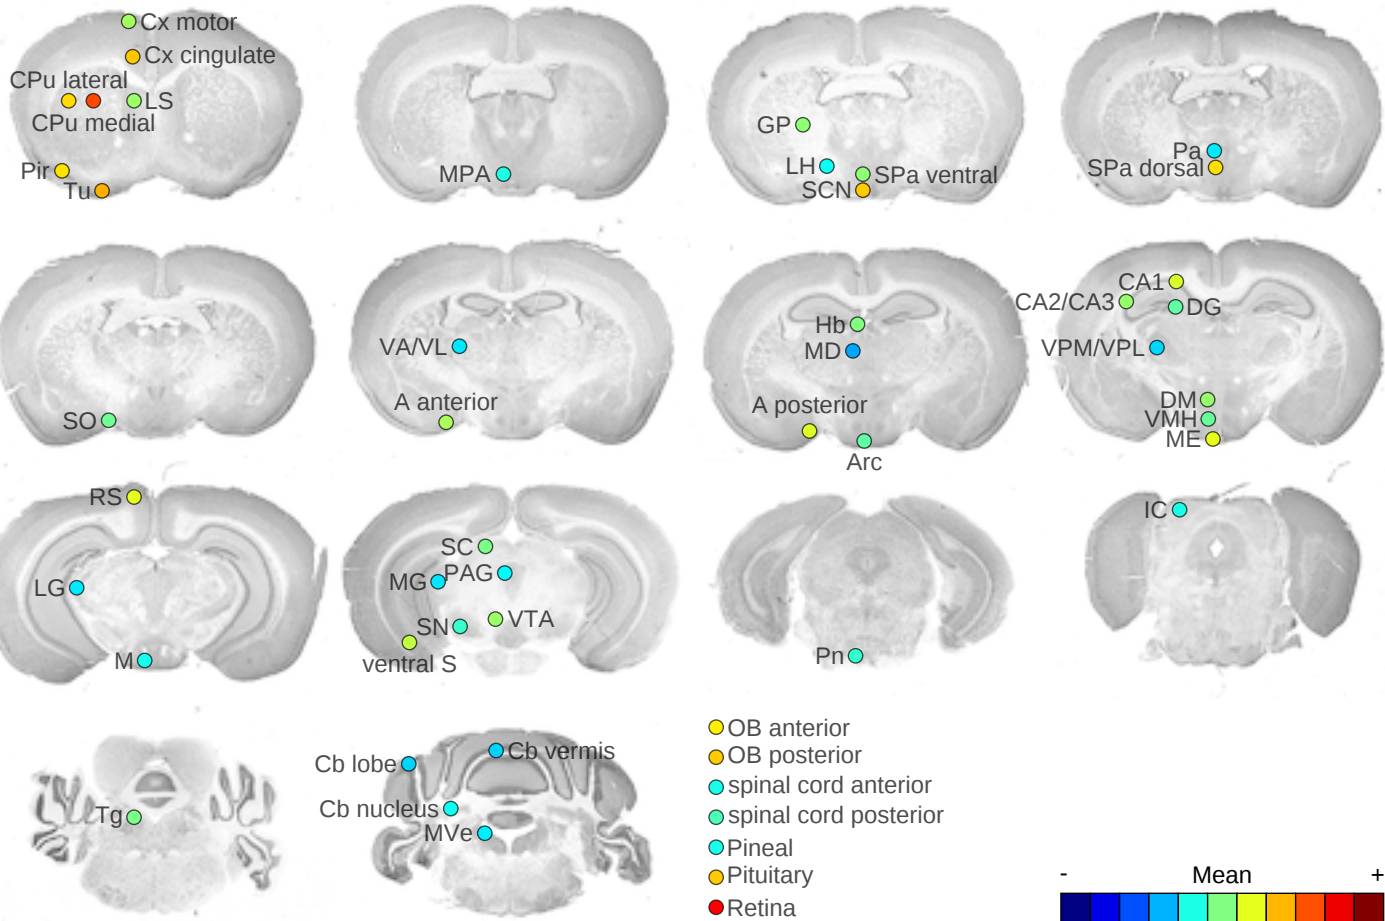 Cx motor
Cx cingulate
CPu lateral
LS
CPu medial
Pir
Tu
MPA
GP
LH
SPa ventral
SCN
Pa
SPa dorsal
SO
VA/VL
A anterior
Hb
MD
A posterior
Arc
CA1
CA2/CA3
DG
VPM/VPL
DM
VMH
ME
RS
LG
M
SC
MG
PAG
SN
VTA
ventral S
Pn
IC
Tg
Cb lobe
Cb vermis
Cb nucleus
MVe
OB anterior
OB posterior
spinal cord anterior
spinal cord posterior
Pineal
Pituitary
Retina
- Mean +